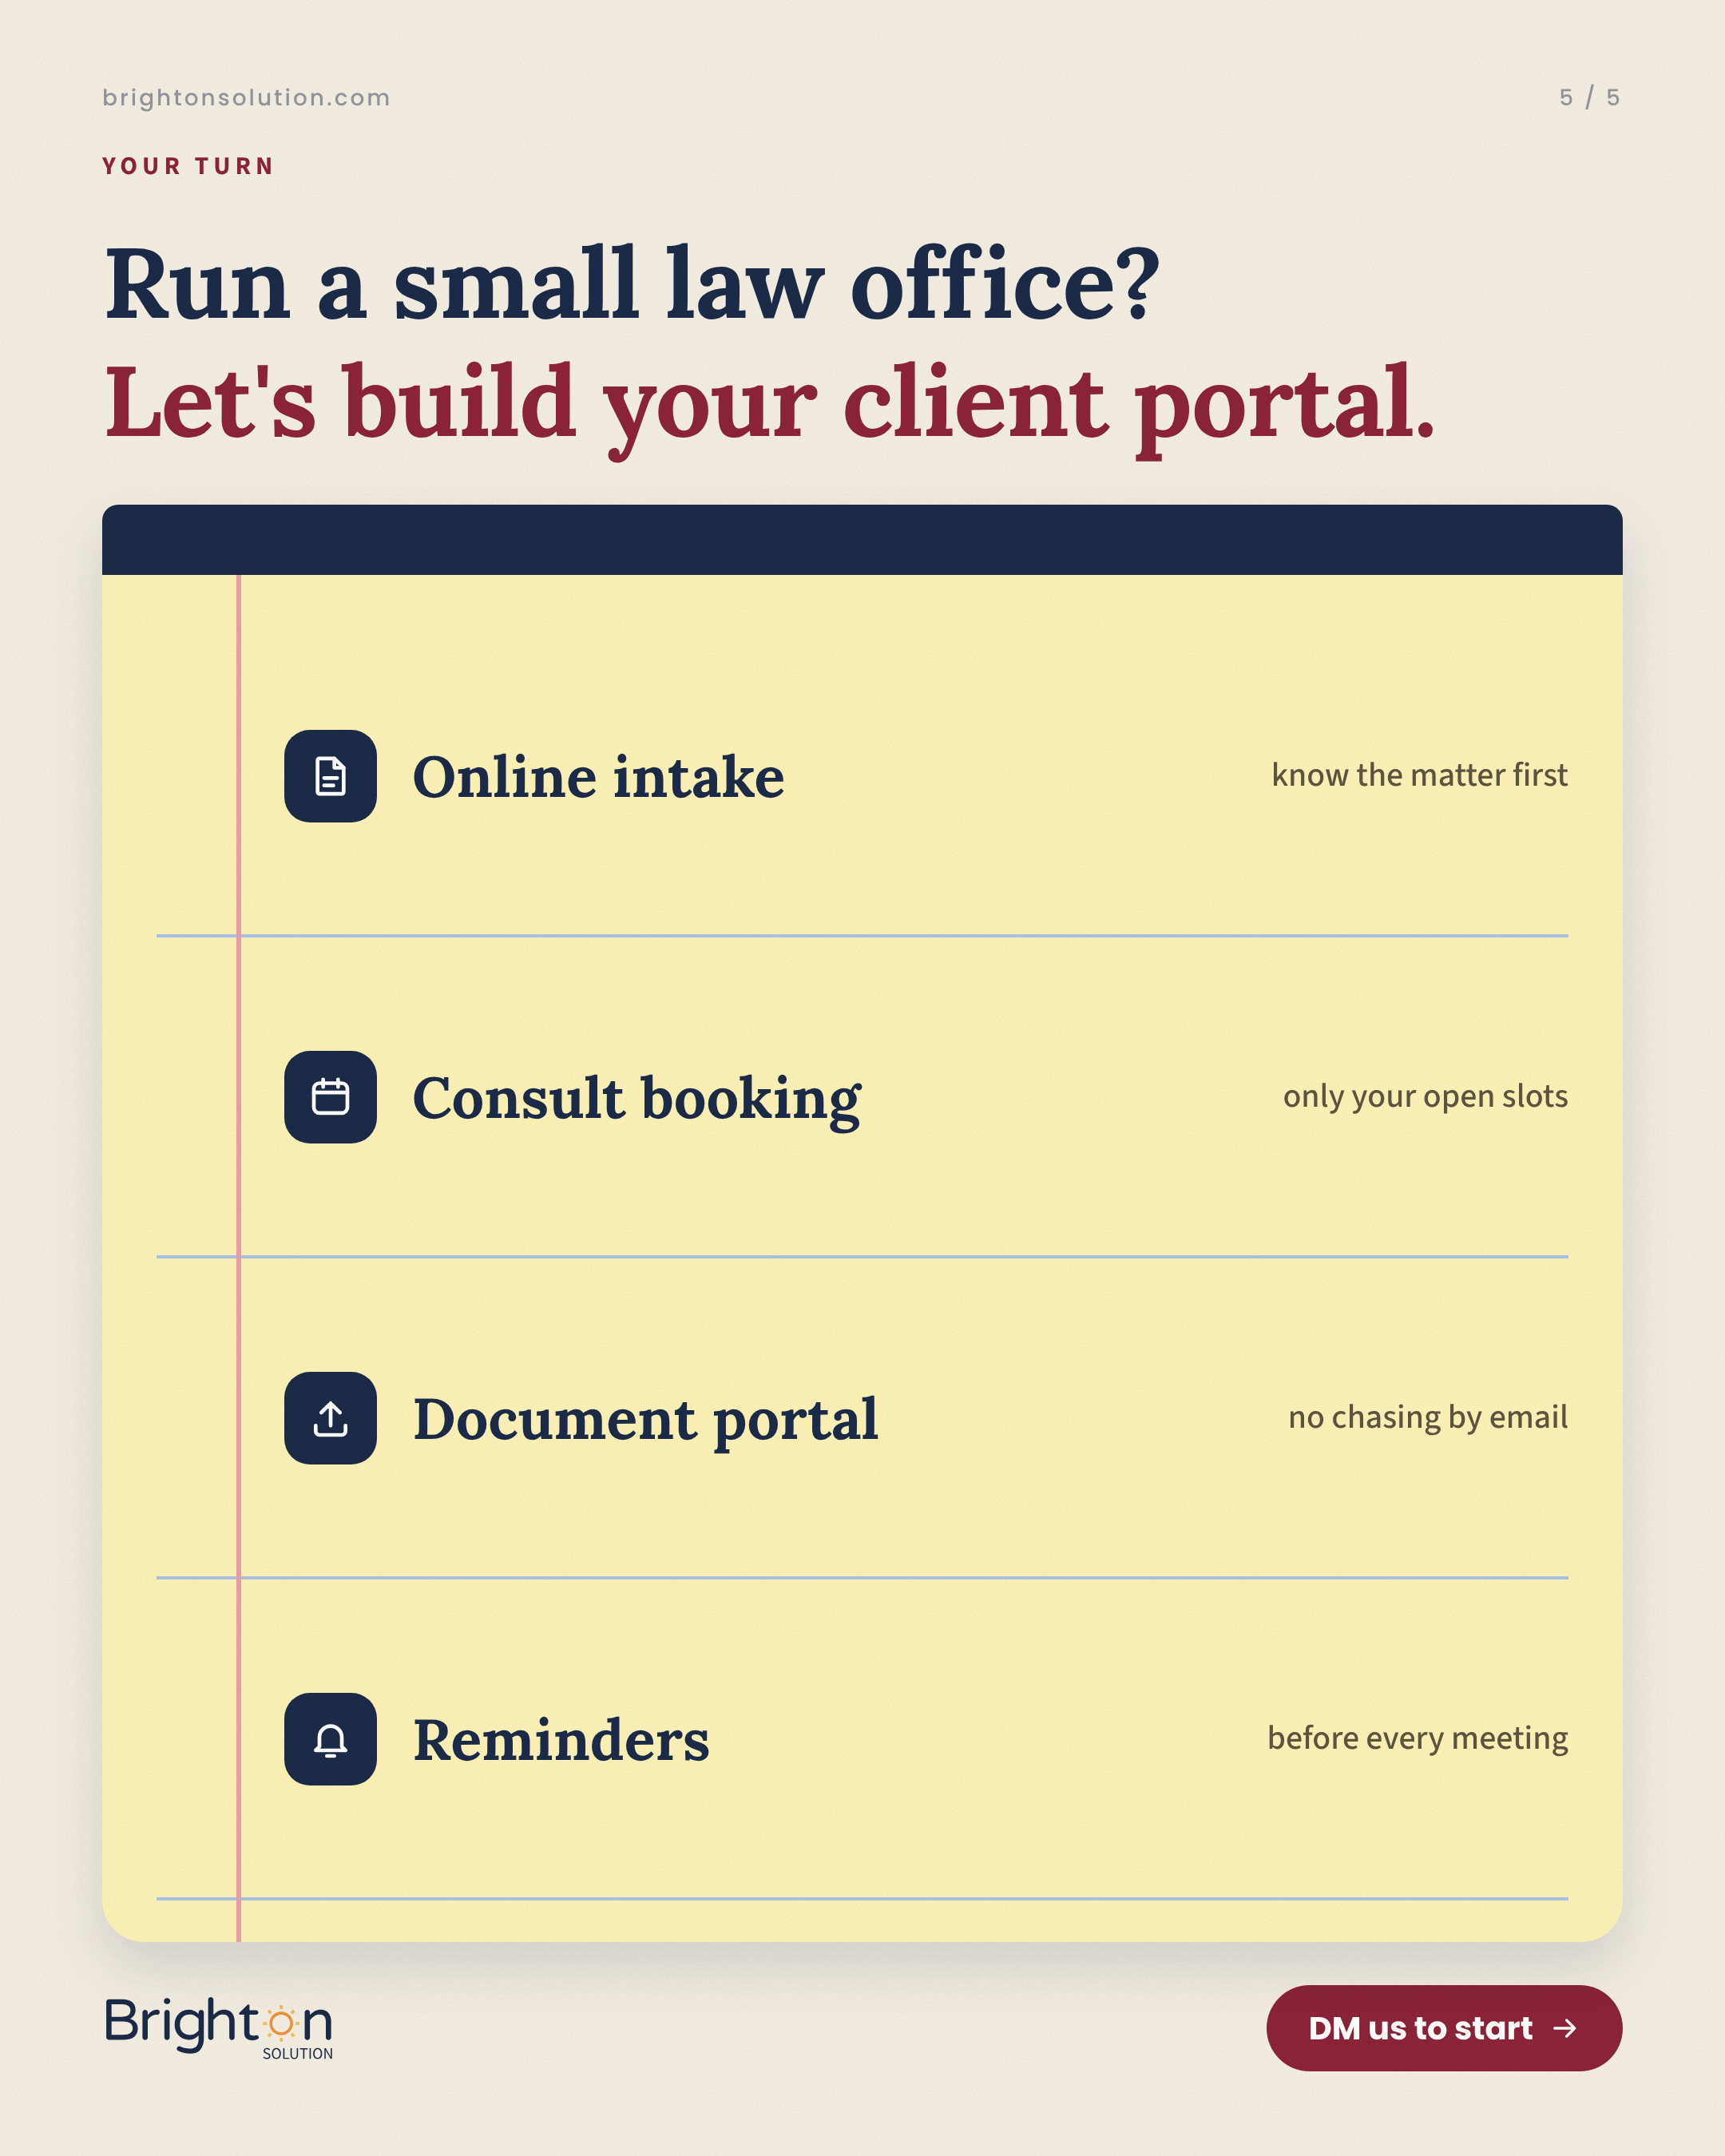 brightonsolution.com
5 / 5
YOUR TURN
Run a small law office?
Let's build your client portal.
Online intake
know the matter first
Consult booking
only your open slots
Document portal
no chasing by email
Reminders
before every meeting
Brighton
SOLUTION
DM us to start →